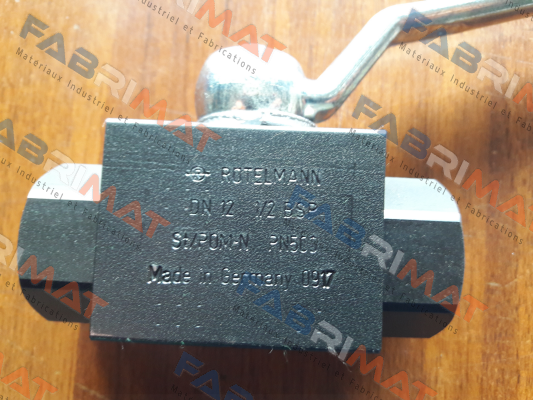 ROTELMANN
DN 12 1/2 BSP
St/POM-N PN500
Made in Germany 0917
FABRIMAT
Materiaux Industriel et Fabrications